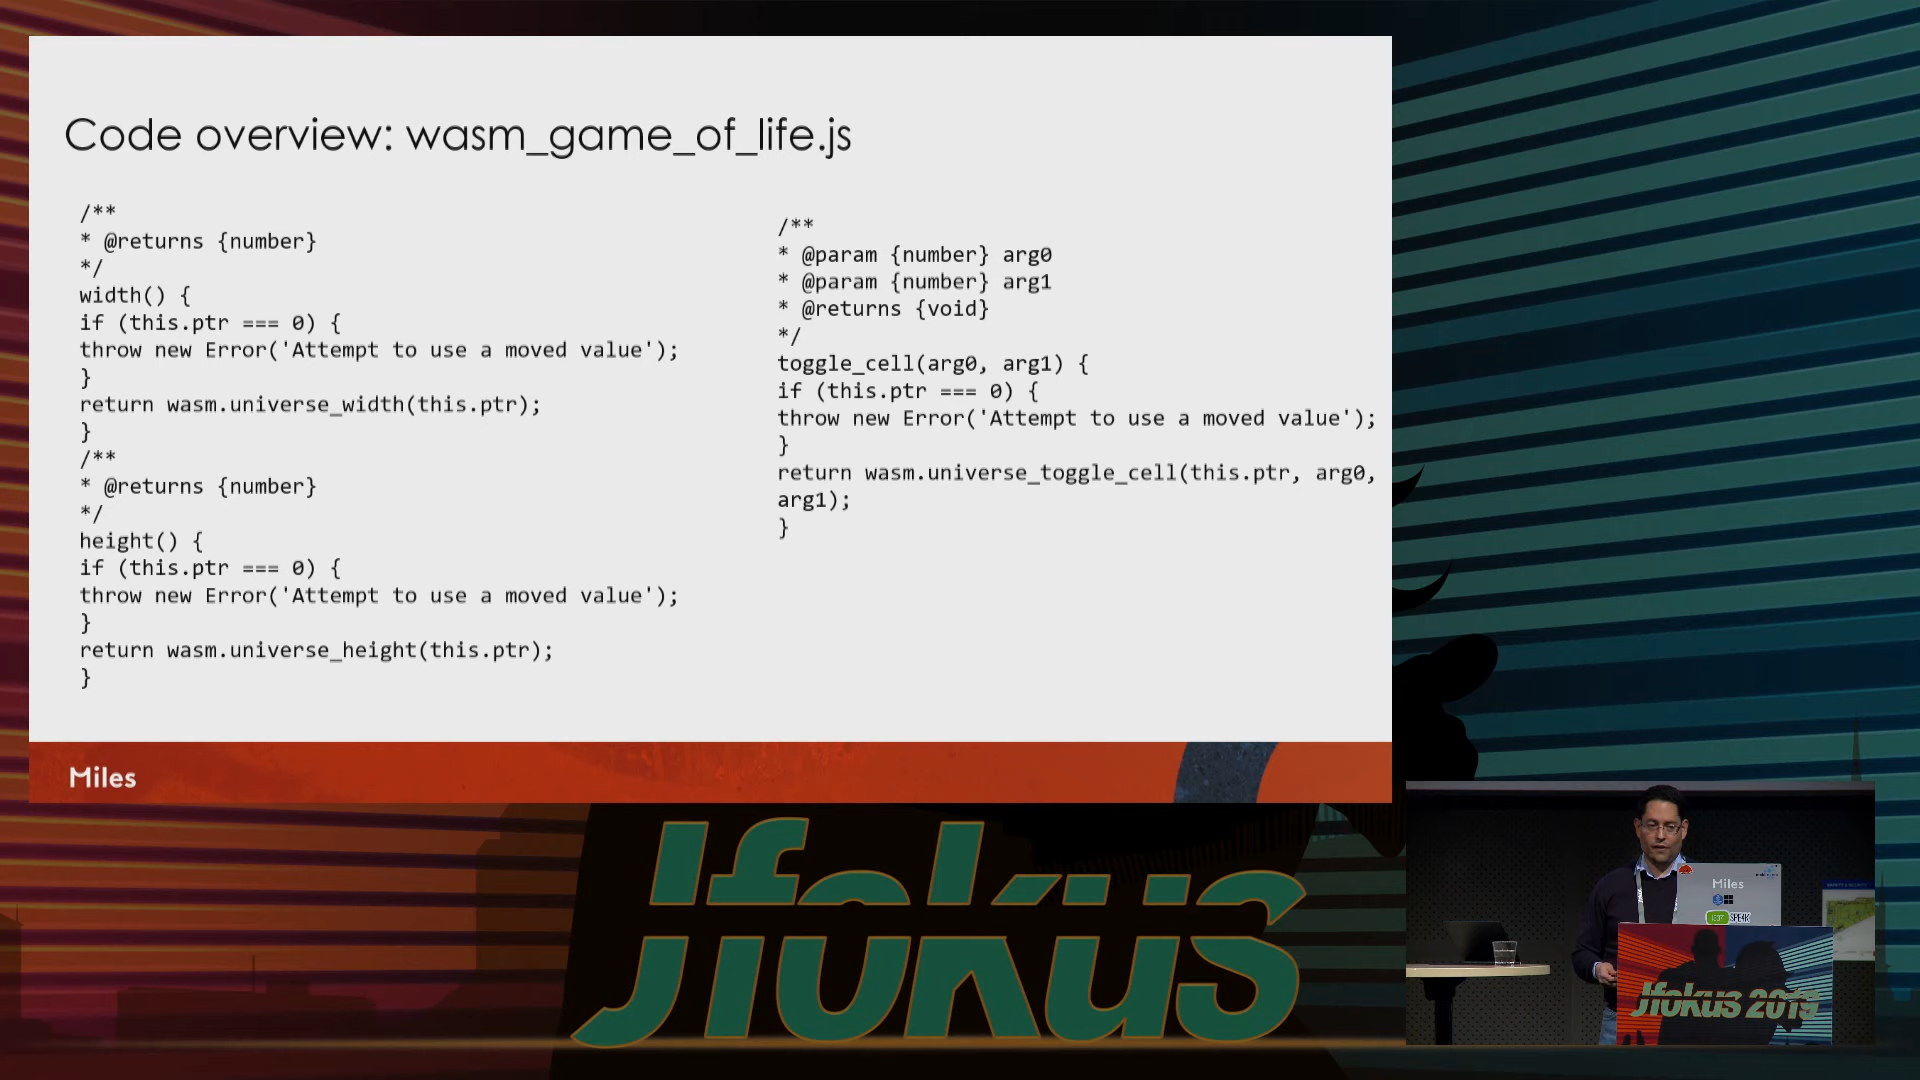 Code overview: wasm_game_of_life.js
/**
* @returns {number}
*/
width() {
if (this.ptr === 0) {
throw new Error('Attempt to use a moved value');
}
return wasm.universe_width(this.ptr);
}
/**
* @returns {number}
*/
height() {
if (this.ptr === 0) {
throw new Error('Attempt to use a moved value');
}
return wasm.universe_height(this.ptr);
}
/**
* @param {number} arg0
* @param {number} arg1
* @returns {void}
*/
toggle_cell(arg0, arg1) {
if (this.ptr === 0) {
throw new Error('Attempt to use a moved value');
}
return wasm.universe_toggle_cell(this.ptr, arg0,
arg1);
}
Miles
Jfokus
Miles
SPE4K
Jfokus 2019